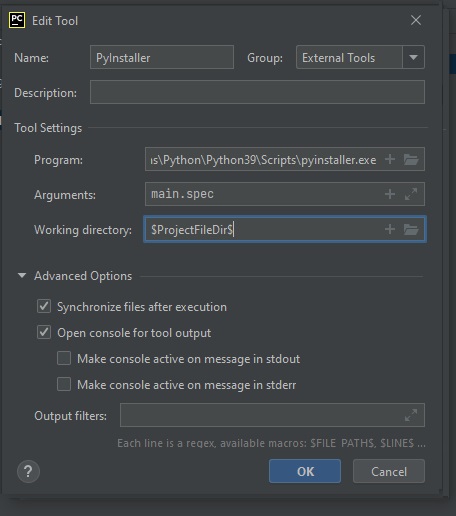 PC Edit Tool
Name: PyInstaller Group: External Tools
Description:
Tool Settings
Program: ıs\Python\Python39\Scripts\pyinstaller.exe
Arguments: main.spec
Working directory: $ProjectFileDir$
Advanced Options
Synchronize files after execution
Open console for tool output
Make console active on message in stdout
Make console active on message in stderr
Output filters:
Each line is a regex, available macros: $FILE_PATH$, $LINE$ ...
? OK Cancel